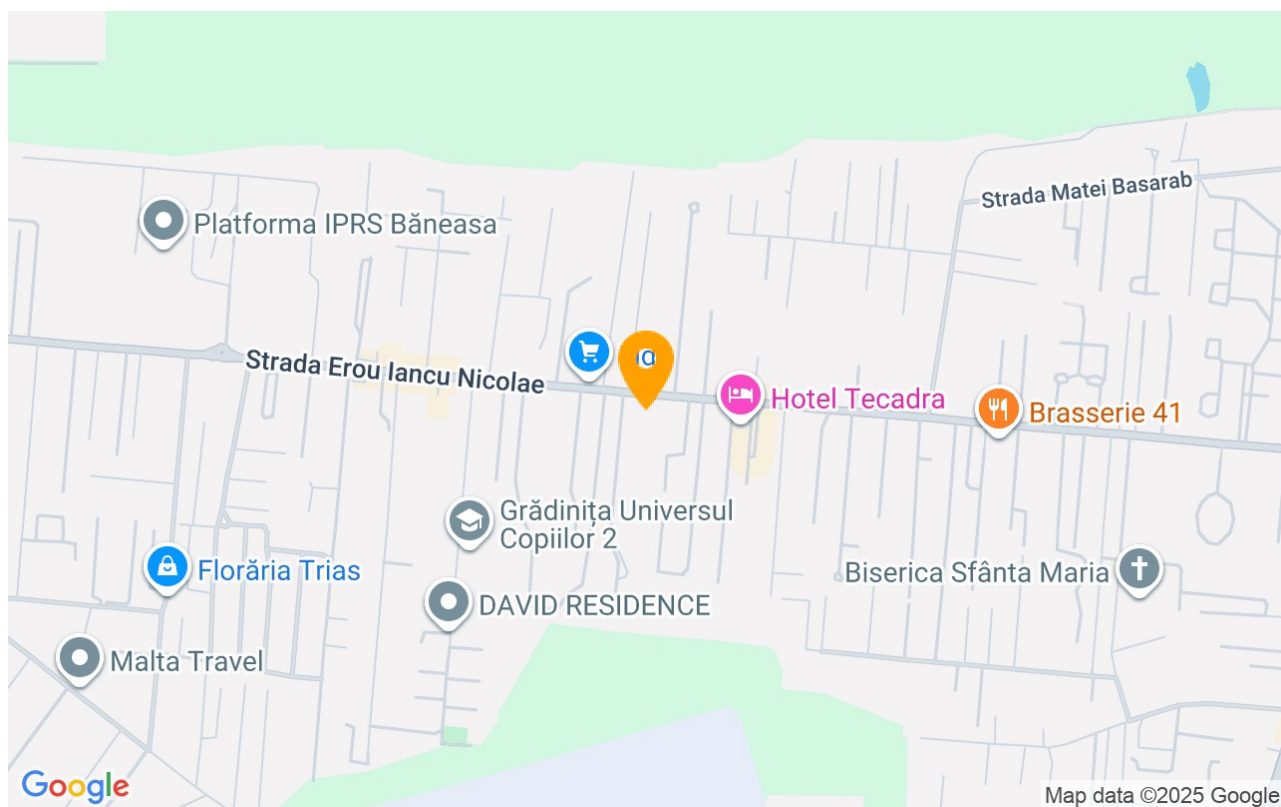 Strada Matei Basarab
Platforma IPRS Băneasa
Strada Erou Iancu Nicolae
Hotel Tecadra
Brasserie 41
Grădinița Universul
Copiilor 2
Florăria Trias
Biserica Sfânta Maria
DAVID RESIDENCE
Malta Travel
Google
Map data ©2025 Google